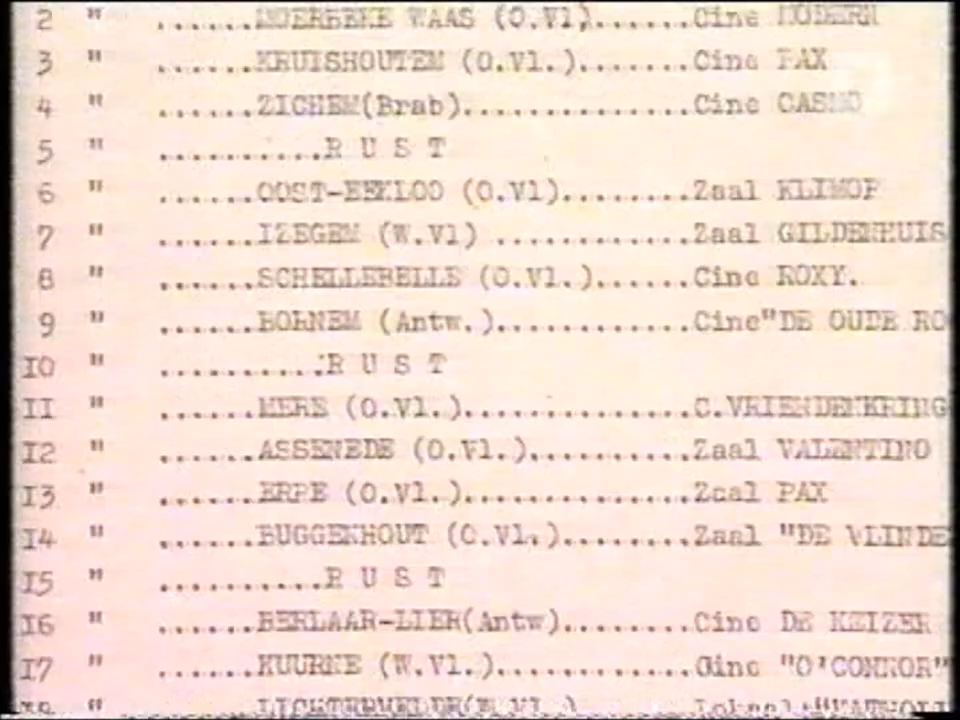 2 " .......MOERBEKE WAAS (O.Vl).......Cine MODERN
3 " .......KRUISHOUTEM (O.Vl.).......Cine PAX
4 " .......ZICHEM(Brab)..............Cine CASINO
5 " ..........R U S T
6 " .......OOST-EEKLOO (O.Vl)........Zaal KLIMOP
7 " .......IZEGEM (W.Vl) ............Zaal GILDENHUIS
8 " .......SCHELLEBELLE (O.Vl.)......Cine ROXY.
9 " .......BORNEM (Antw.)............Cine"DE OUDE RO
I0 " ..........R U S T
II " .......MERE (O.Vl.)..............C.VRIENDENKRING
I2 " .......ASSENEDE (O.Vl.)..........Zaal VALENTINO
I3 " .......ERPE (O.Vl.)..............Zaal PAX
I4 " .......BUGGENHOUT (O.Vl.)........Zaal "DE VLINDE
I5 " ..........R U S T
I6 " .......BERLAAR-LIER(Antw)........Cine DE KEIZER
I7 " .......KUURNE (W.Vl.)............Cine "O'CONNOR"